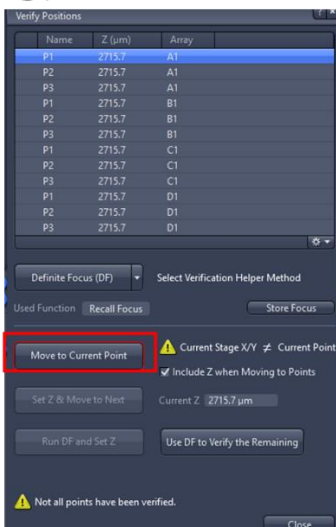 Verify Positions ? x
Name Z (µm) Array
P1 2715.7 A1
P2 2715.7 A1
P3 2715.7 A1
P1 2715.7 B1
P2 2715.7 B1
P3 2715.7 B1
P1 2715.7 C1
P2 2715.7 C1
P3 2715.7 C1
P1 2715.7 D1
P2 2715.7 D1
P3 2715.7 D1
Definite Focus (DF) Select Verification Helper Method
Used Function Recall Focus Store Focus
Move to Current Point Current Stage X/Y ≠ Current Point
Include Z when Moving to Points
Set Z & Move to Next Current Z 2715.7 µm
Run DF and Set Z Use DF to Verify the Remaining
Not all points have been verified.
Close